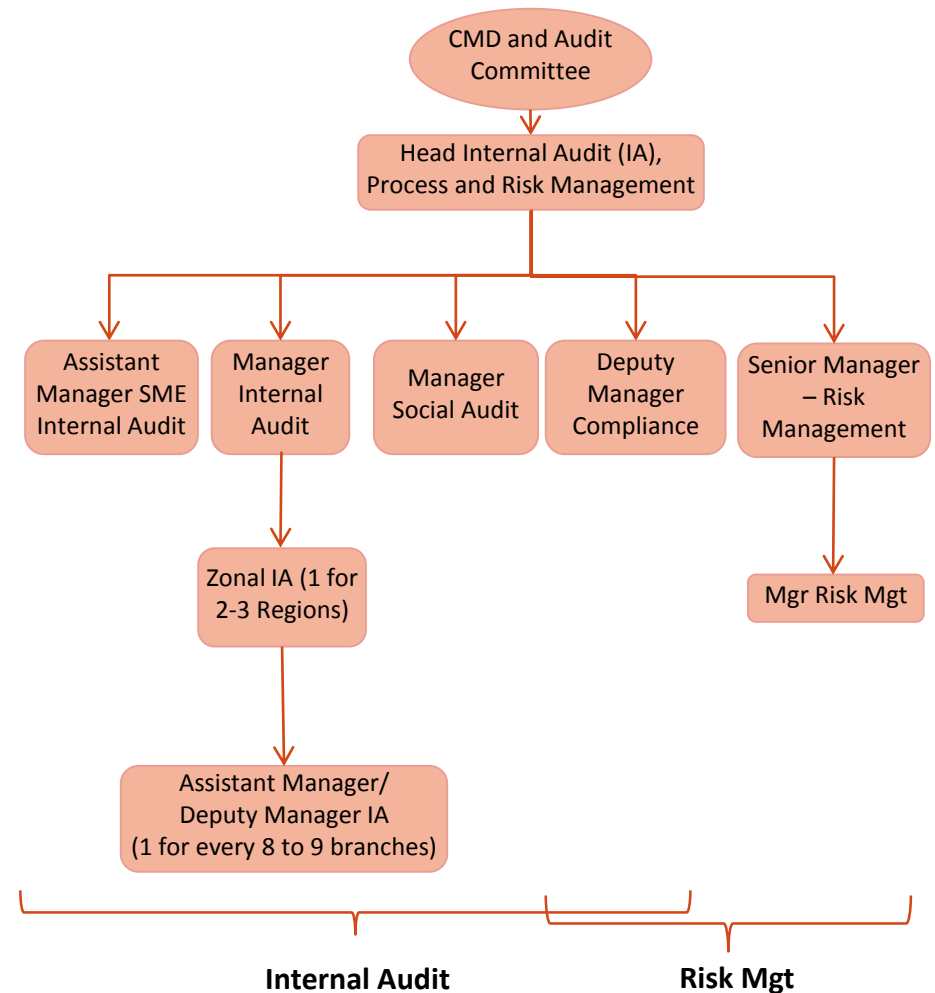 CMD and Audit
Committee
Head Internal Audit (IA),
Process and Risk Management
Assistant
Manager SME
Internal Audit
Manager
Internal
Audit
Manager
Social Audit
Deputy
Manager
Compliance
Senior Manager
– Risk
Management
Zonal IA (1 for
2-3 Regions)
Mgr Risk Mgt
Assistant Manager/
Deputy Manager IA
(1 for every 8 to 9 branches)
Internal Audit
Risk Mgt